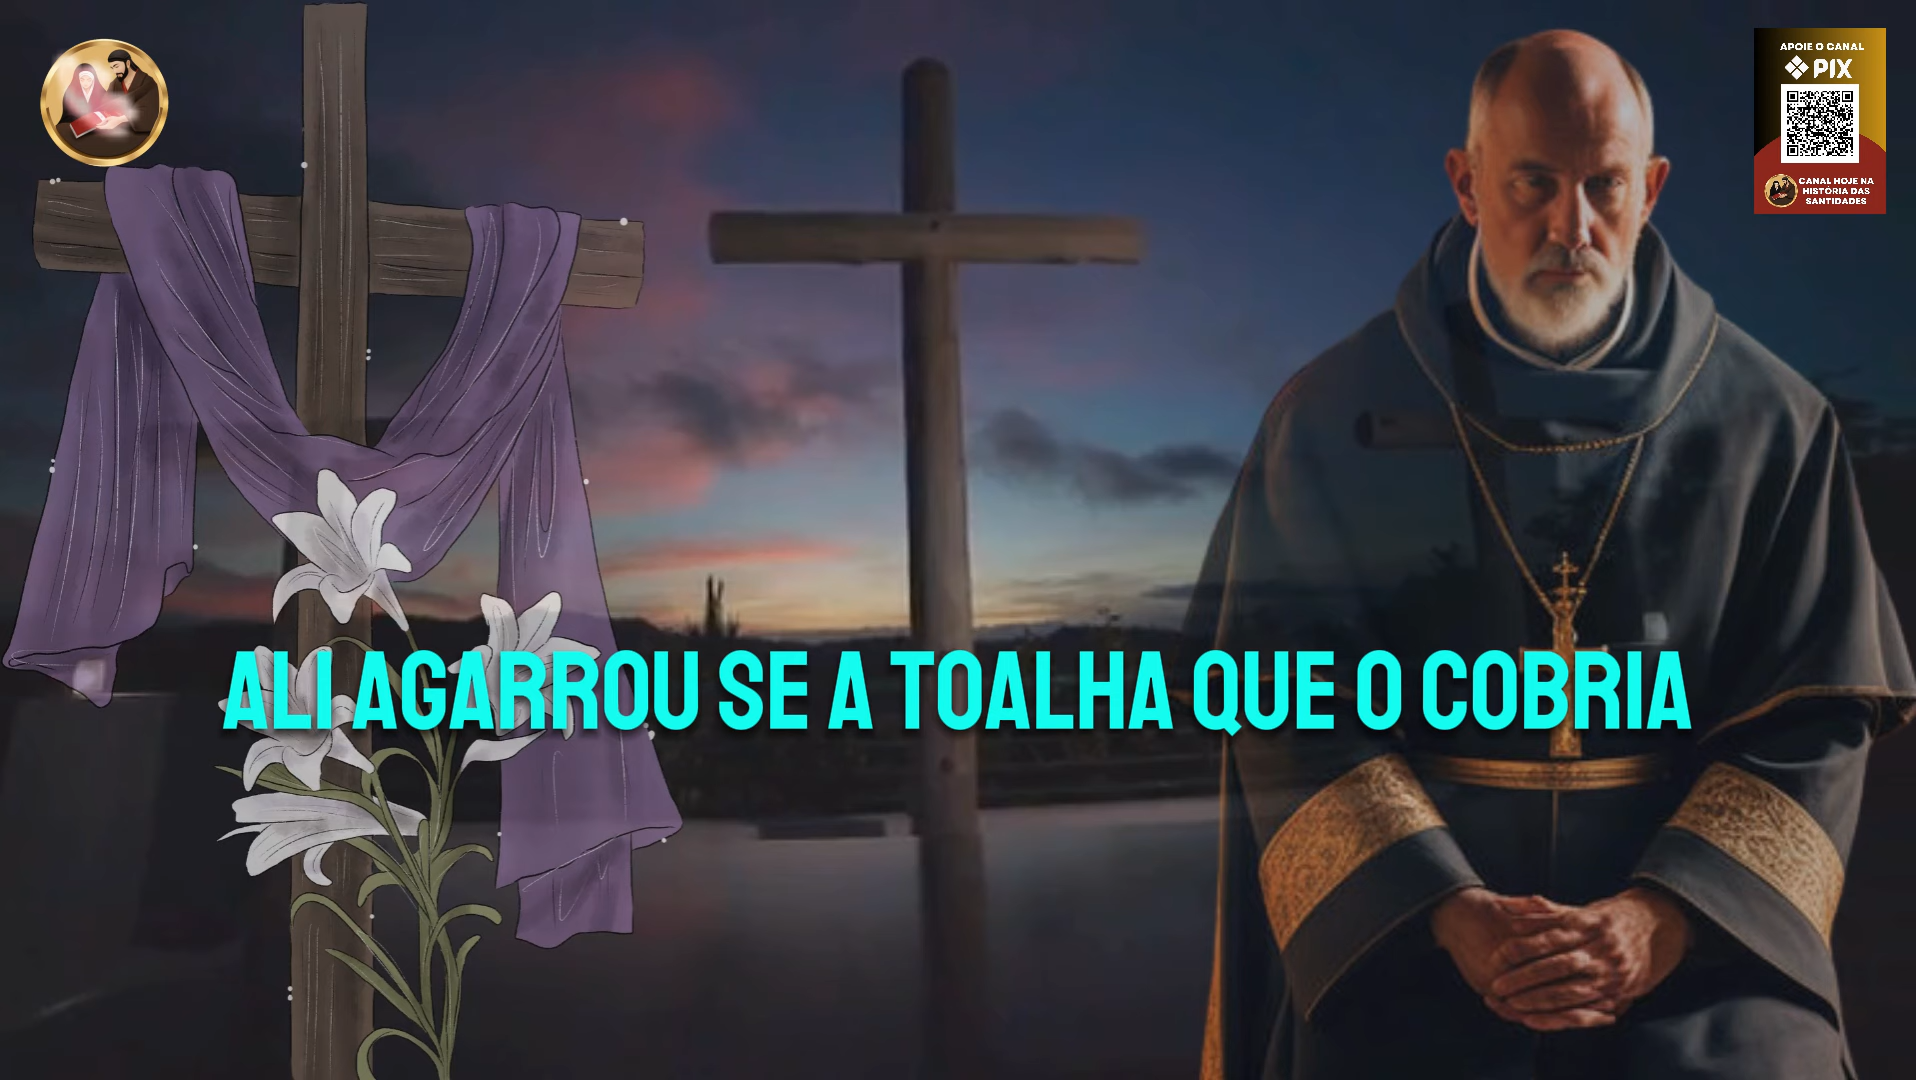 APOIE O CANAL
PIX
CANAL HOJE NA
HISTÓRIA DAS
SANTIDADES
ALI AGARROU SE A TOALHA QUE O COBRIA